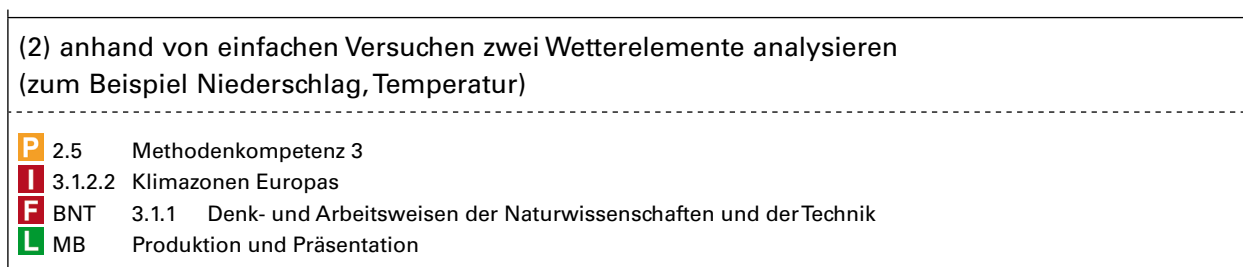 (2) anhand von einfachen Versuchen zwei Wetterelemente analysieren
(zum Beispiel Niederschlag, Temperatur)
P 2.5 Methodenkompetenz 3
I 3.1.2.2 Klimazonen Europas
F BNT 3.1.1 Denk- und Arbeitsweisen der Naturwissenschaften und der Technik
L MB Produktion und Präsentation